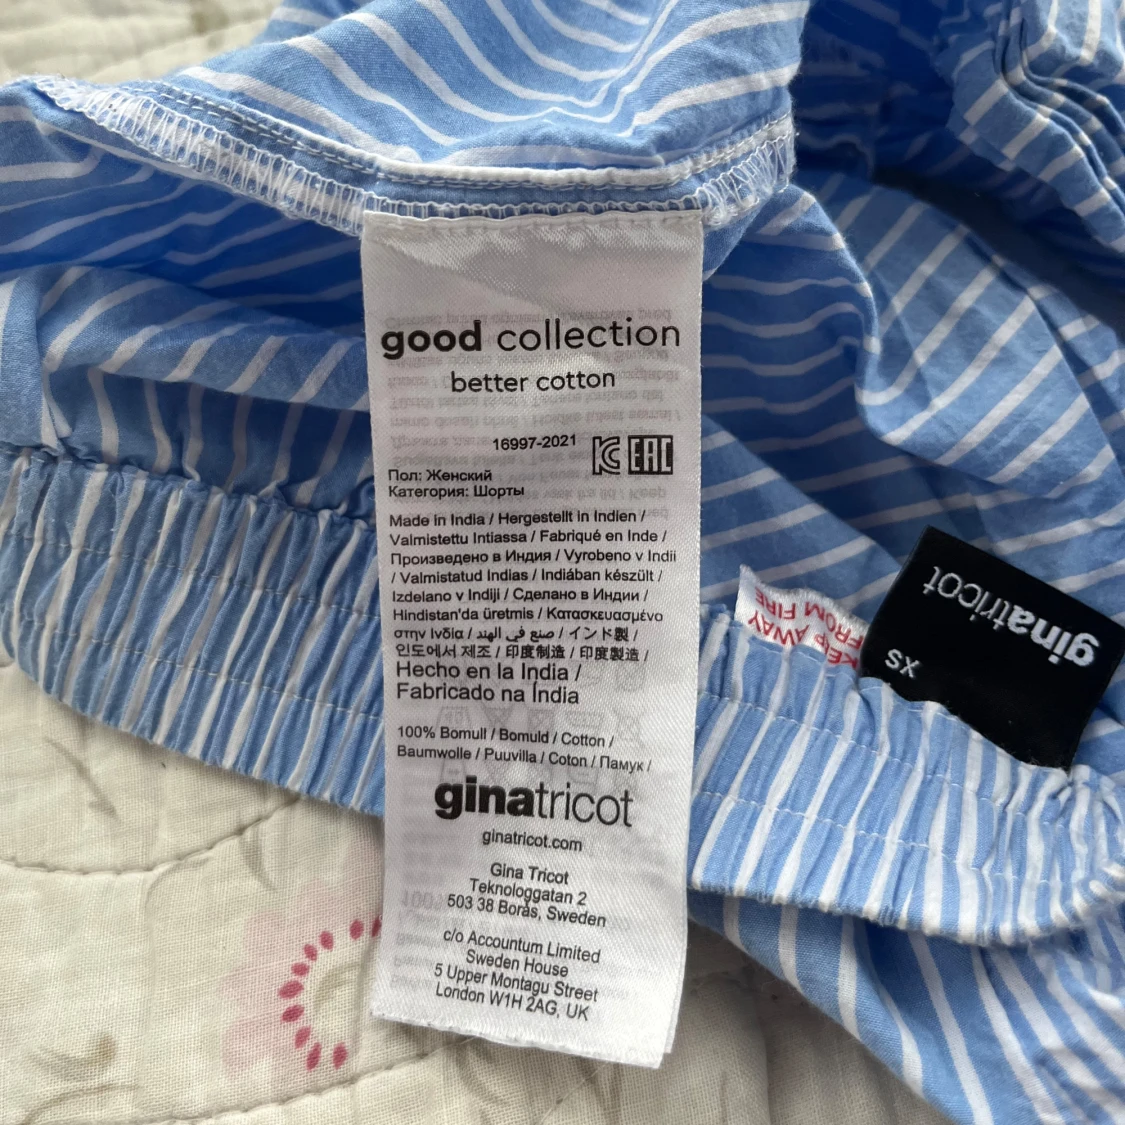 good collection
better cotton
16997-2021 EAC
Пол: Женский
Категория: Шорты
Made in India / Hergestellt in Indien /
Valmistettu Intiassa / Fabriqué en Inde /
Произведено в Индия / Vyrobeno v Indii
/ Valmistatud Indias / Indiában készült /
Izdelano v Indiji / Сделано в Индии /
Hindistan'da üretmis / Κατασκευασμένο
στην Ινδία / صنع في الهند / インド製 /
인도에서 제조 / 印度制造 / 印度製造 /
Hecho en la India /
Fabricado na Índia
100% Bomull / Bomuld / Cotton /
Baumwolle / Puuvilla / Coton / Памук /
ginatricot
ginatricot.com
Gina Tricot
Teknologgatan 2
503 38 Borås, Sweden
c/o Accountum Limited
Sweden House
5 Upper Montagu Street
London W1H 2AG, UK
KEEP AWAY
FROM FIRE
ginatricot
XS